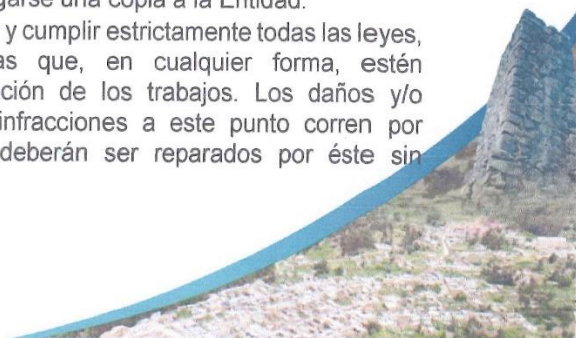 garse una copia a la Entidad.
y cumplir estrictamente todas las leyes,
as que, en cualquier forma, estén
ción de los trabajos. Los daños y/o
infracciones a este punto corren por
deberán ser reparados por éste sin